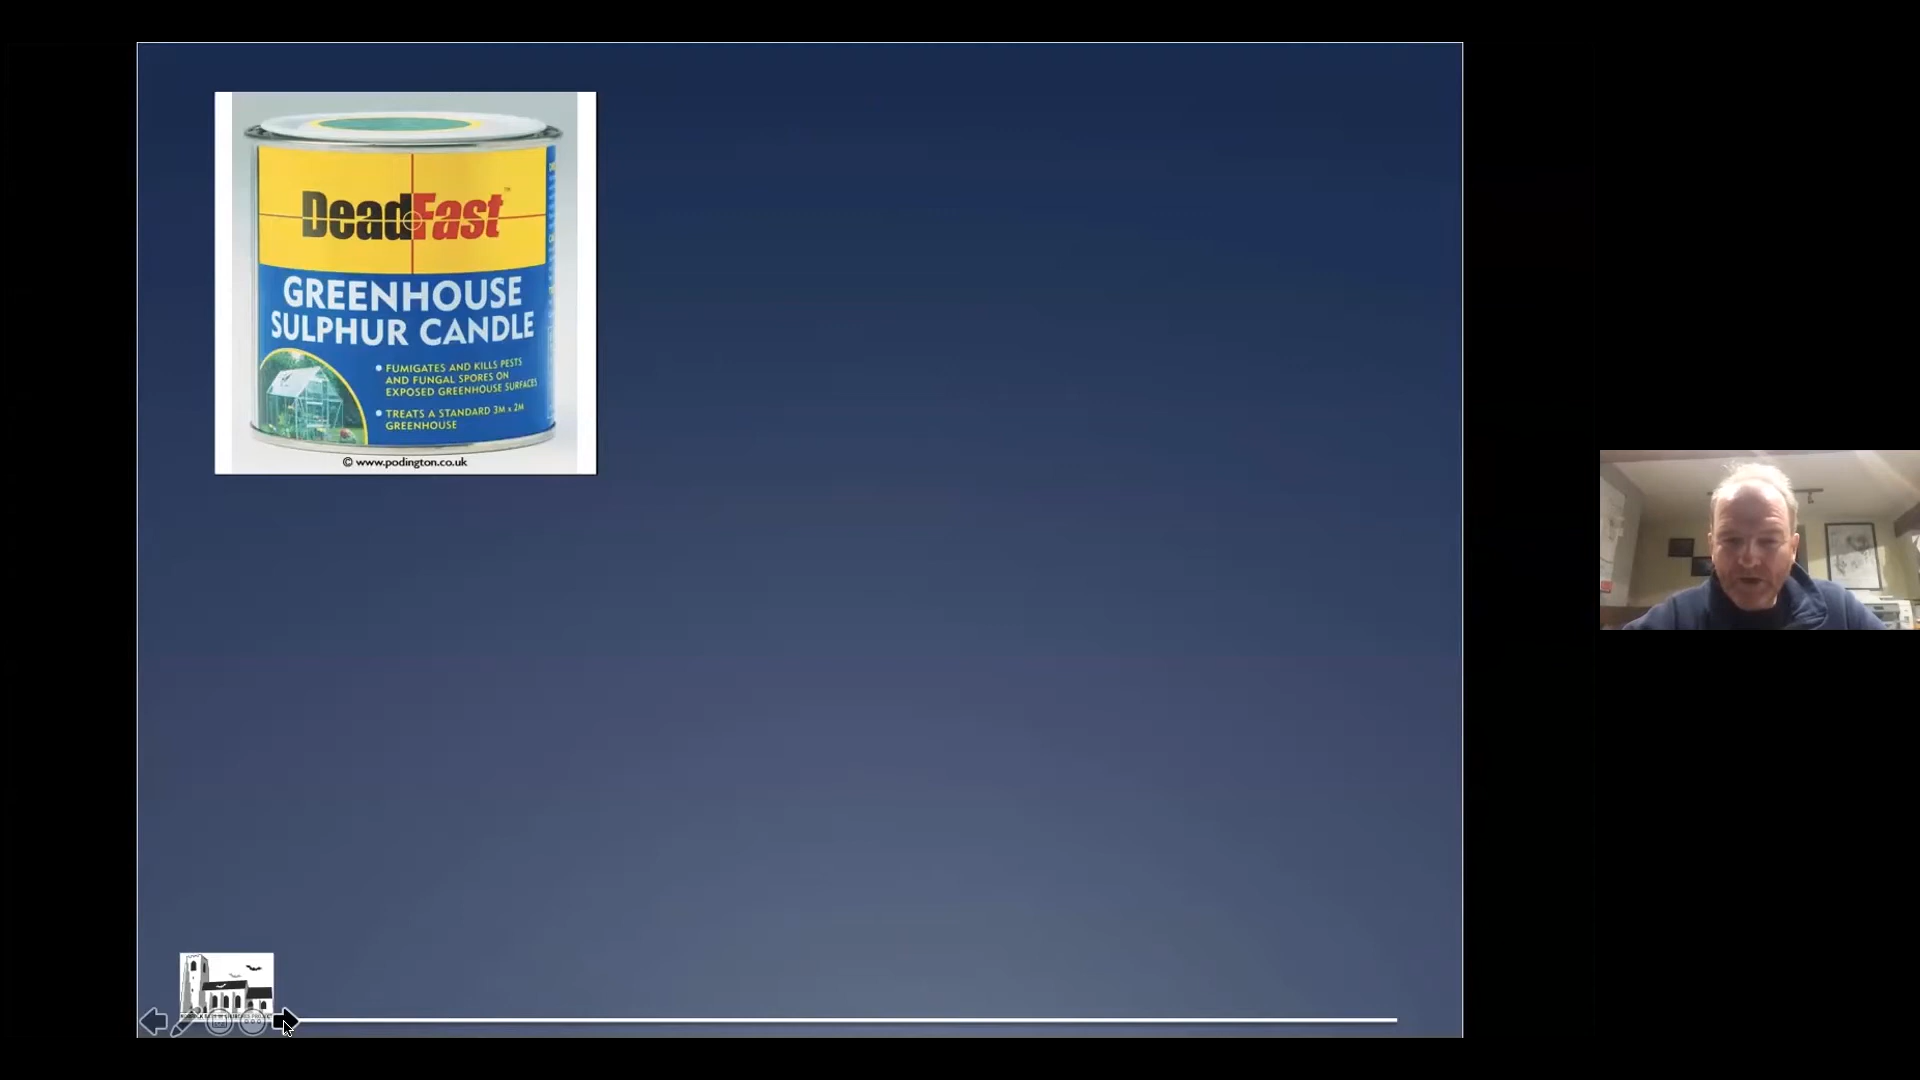 DeadFast™
GREENHOUSE
SULPHUR CANDLE
• FUMIGATES AND KILLS PESTS
AND FUNGAL SPORES ON
EXPOSED GREENHOUSE SURFACES
• TREATS A STANDARD 3M x 2M
GREENHOUSE
© www.podington.co.uk